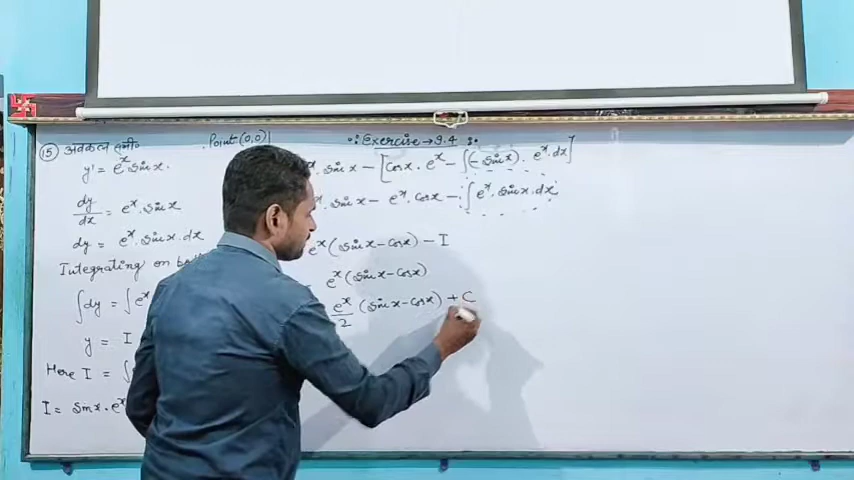 ∴ Exercise → 9.4 ∴
(15) अवकल समी० Point (0,0)
y' = e^x. sin x.
dy/dx = e^x. sin x
dy = e^x. sin x. dx
Integrating on
∫dy = ∫e
y = I
Here I = ∫
I = sin x. e^x
sin x - [cos x. e^x - ∫(-sin x). e^x. dx]
sin x - e^x. cos x - ∫e^x. sin x. dx
e^x (sin x - cos x) - I
e^x (sin x - cos x)
e^x/2 (sin x - cos x) + C